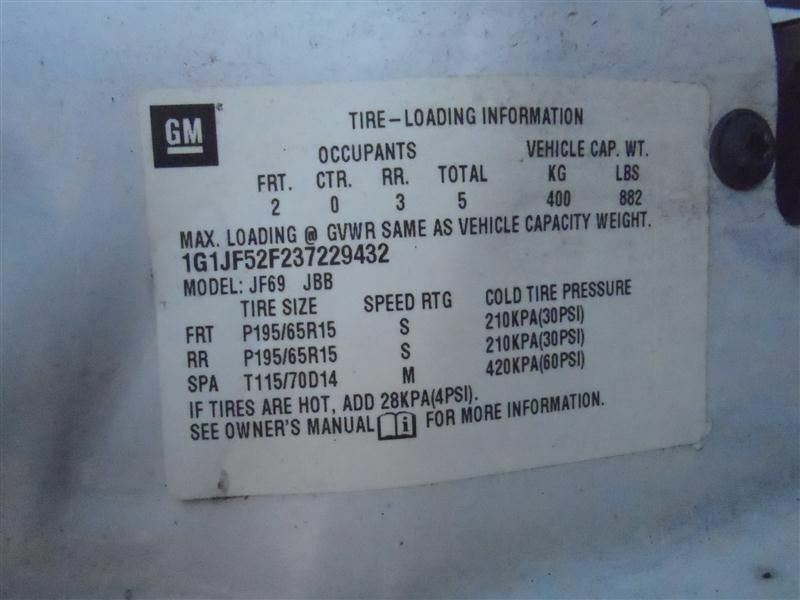 GM TIRE-LOADING INFORMATION
OCCUPANTS VEHICLE CAP. WT.
FRT. CTR. RR. TOTAL KG LBS
2 0 3 5 400 882
MAX. LOADING @ GVWR SAME AS VEHICLE CAPACITY WEIGHT.
1G1JF52F237229432
MODEL: JF69 JBB
TIRE SIZE SPEED RTG COLD TIRE PRESSURE
FRT P195/65R15 S 210KPA(30PSI)
RR P195/65R15 S 210KPA(30PSI)
SPA T115/70D14 M 420KPA(60PSI)
IF TIRES ARE HOT, ADD 28KPA(4PSI).
SEE OWNER'S MANUAL i FOR MORE INFORMATION.